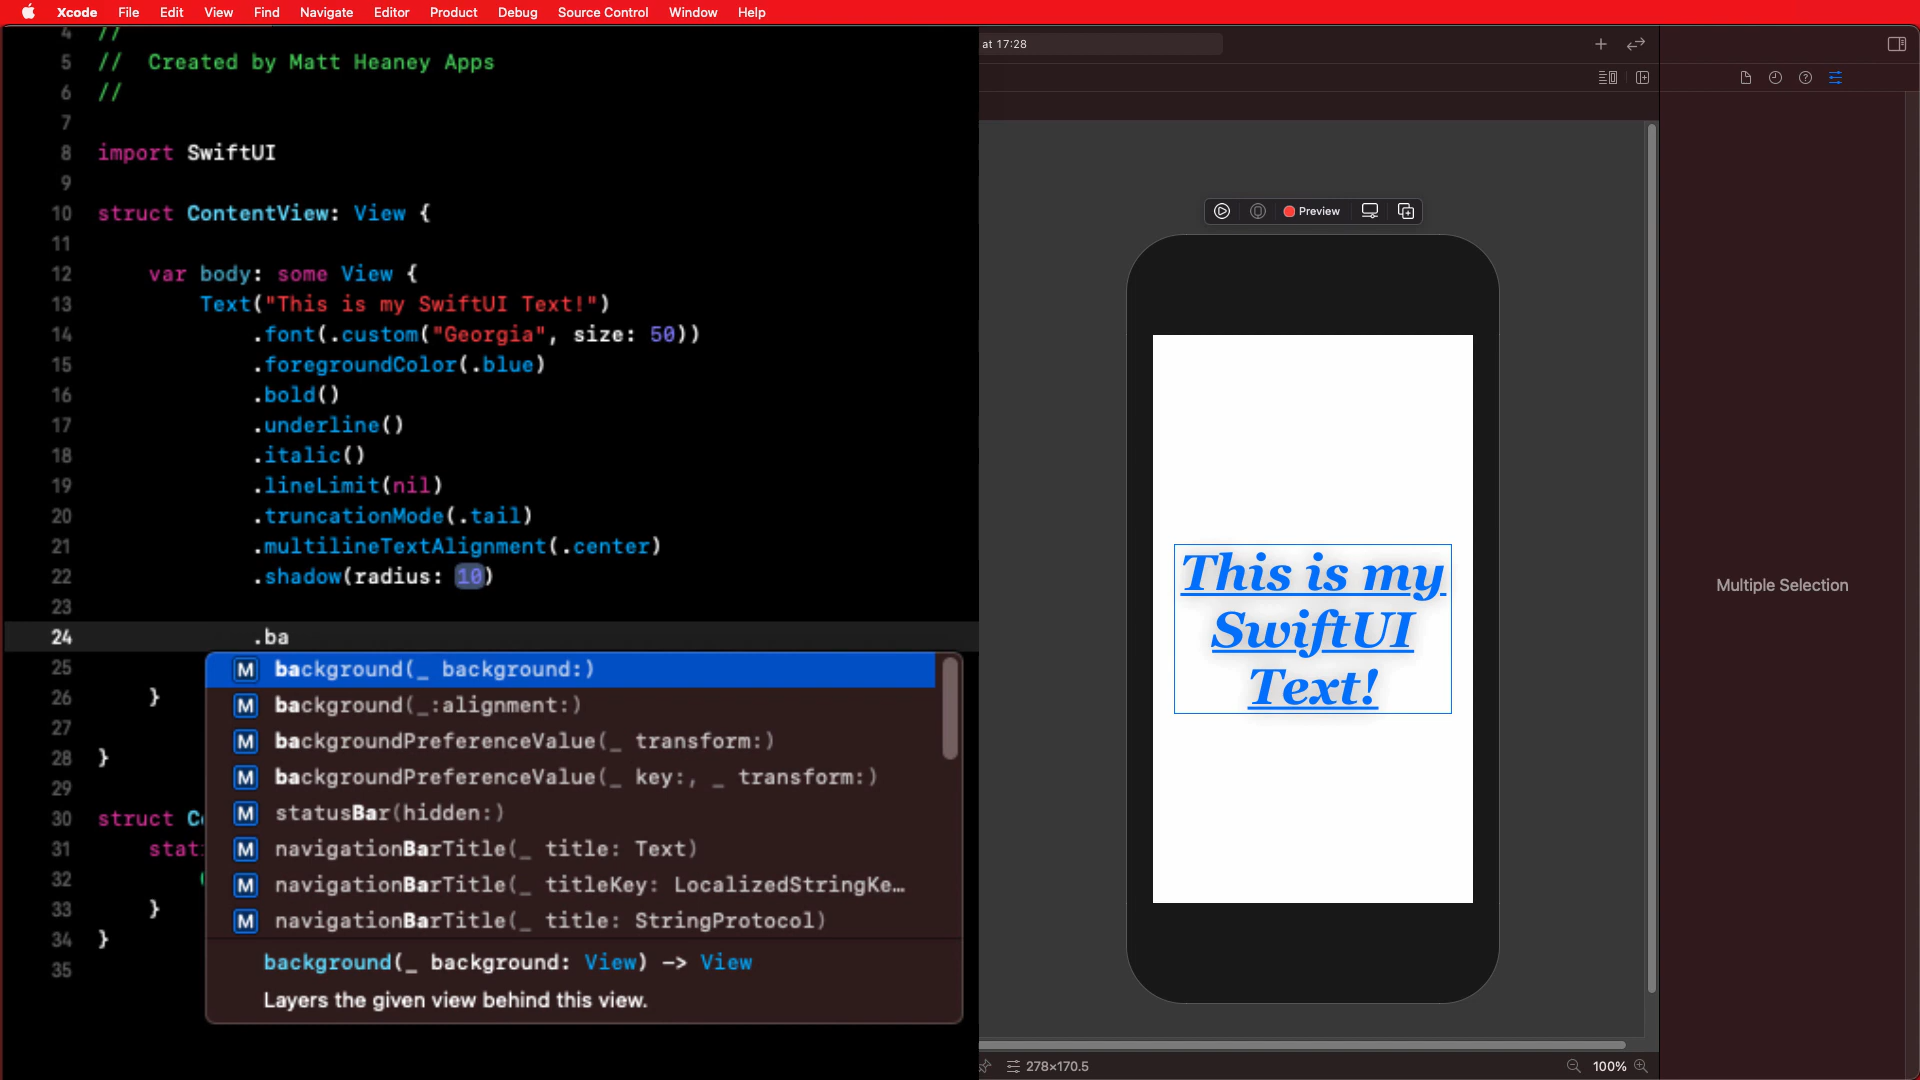 Xcode File Edit View Find Navigate Editor Product Debug Source Control Window Help
4 //
5 // Created by Matt Heaney Apps
6 //
7
8 import SwiftUI
9
10 struct ContentView: View {
11
12 var body: some View {
13 Text("This is my SwiftUI Text!")
14 .font(.custom("Georgia", size: 50))
15 .foregroundColor(.blue)
16 .bold()
17 .underline()
18 .italic()
19 .lineLimit(nil)
20 .truncationMode(.tail)
21 .multilineTextAlignment(.center)
22 .shadow(radius: 10)
23
24 .ba
25
26 }
27
28 }
29
30 struct Co
31 stat
32
33 }
34 }
35
M background(_ background:)
M background(_:alignment:)
M backgroundPreferenceValue(_ transform:)
M backgroundPreferenceValue(_ key:, _ transform:)
M statusBar(hidden:)
M navigationBarTitle(_ title: Text)
M navigationBarTitle(_ titleKey: LocalizedStringKe…
M navigationBarTitle(_ title: StringProtocol)
background(_ background: View) -> View
Layers the given view behind this view.
at 17:28
Preview
This is my
SwiftUI
Text!
278×170.5
100%
Multiple Selection